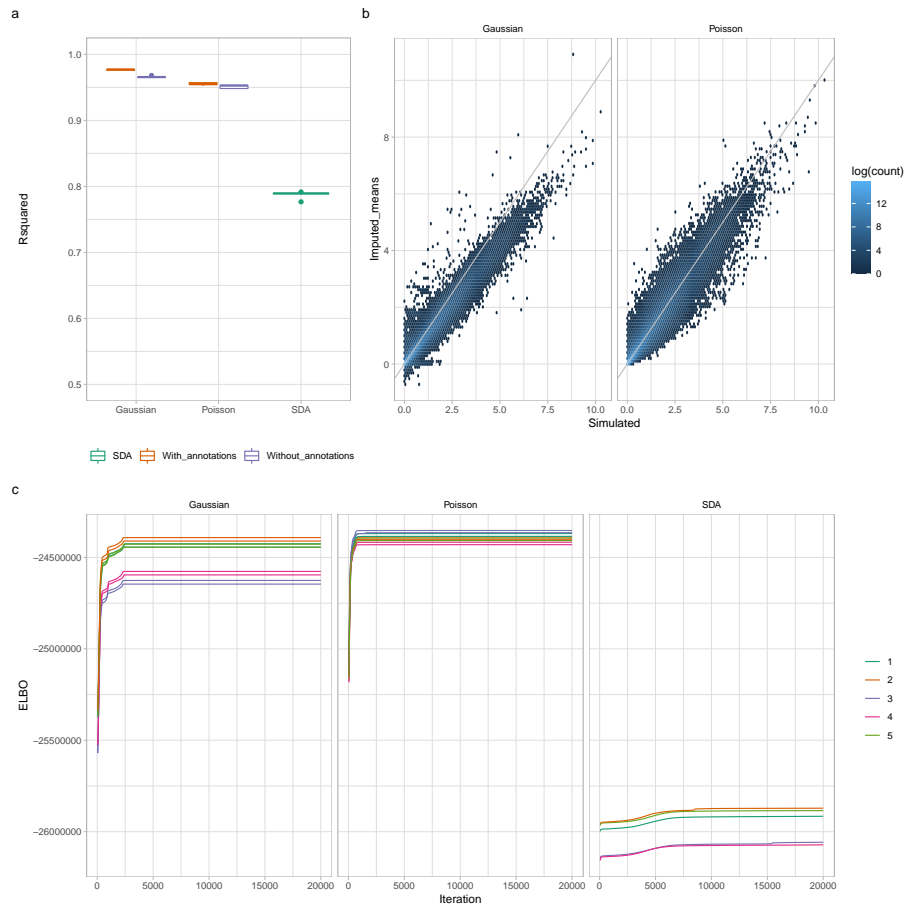 a
1.0
0.9
0.8
0.7
0.6
0.5
Rsquared
Gaussian
Poisson
SDA
SDA
With_annotations
Without_annotations
b
Gaussian
Poisson
8
4
0
Imputed_means
0.0
2.5
5.0
7.5
10.0
0.0
2.5
5.0
7.5
10.0
Simulated
log(count)
12
8
4
0
c
Gaussian
Poisson
SDA
−24500000
−25000000
−25500000
−26000000
ELBO
0
5000
10000
15000
20000
0
5000
10000
15000
20000
0
5000
10000
15000
20000
Iteration
1
2
3
4
5